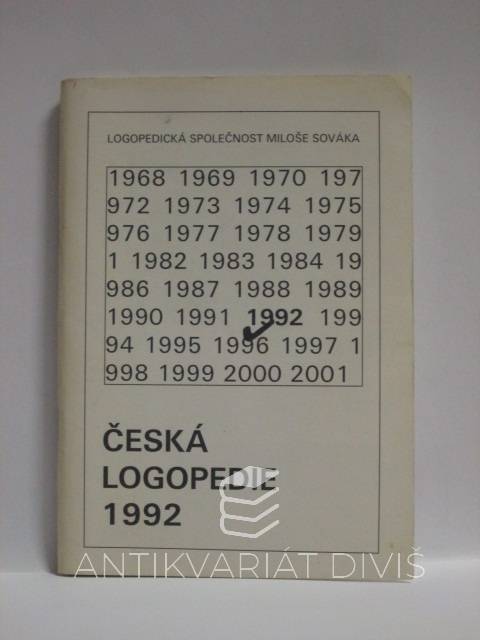 LOGOPEDICKÁ SPOLEČNOST MILOŠE SOVÁKA
1968 1969 1970 197
972 1973 1974 1975
976 1977 1978 1979
1 1982 1983 1984 19
986 1987 1988 1989
1990 1991 1992 199
94 1995 1996 1997 1
998 1999 2000 2001
ČESKÁ
LOGOPEDIE
1992
ANTIKVARIÁT DIVIŠ